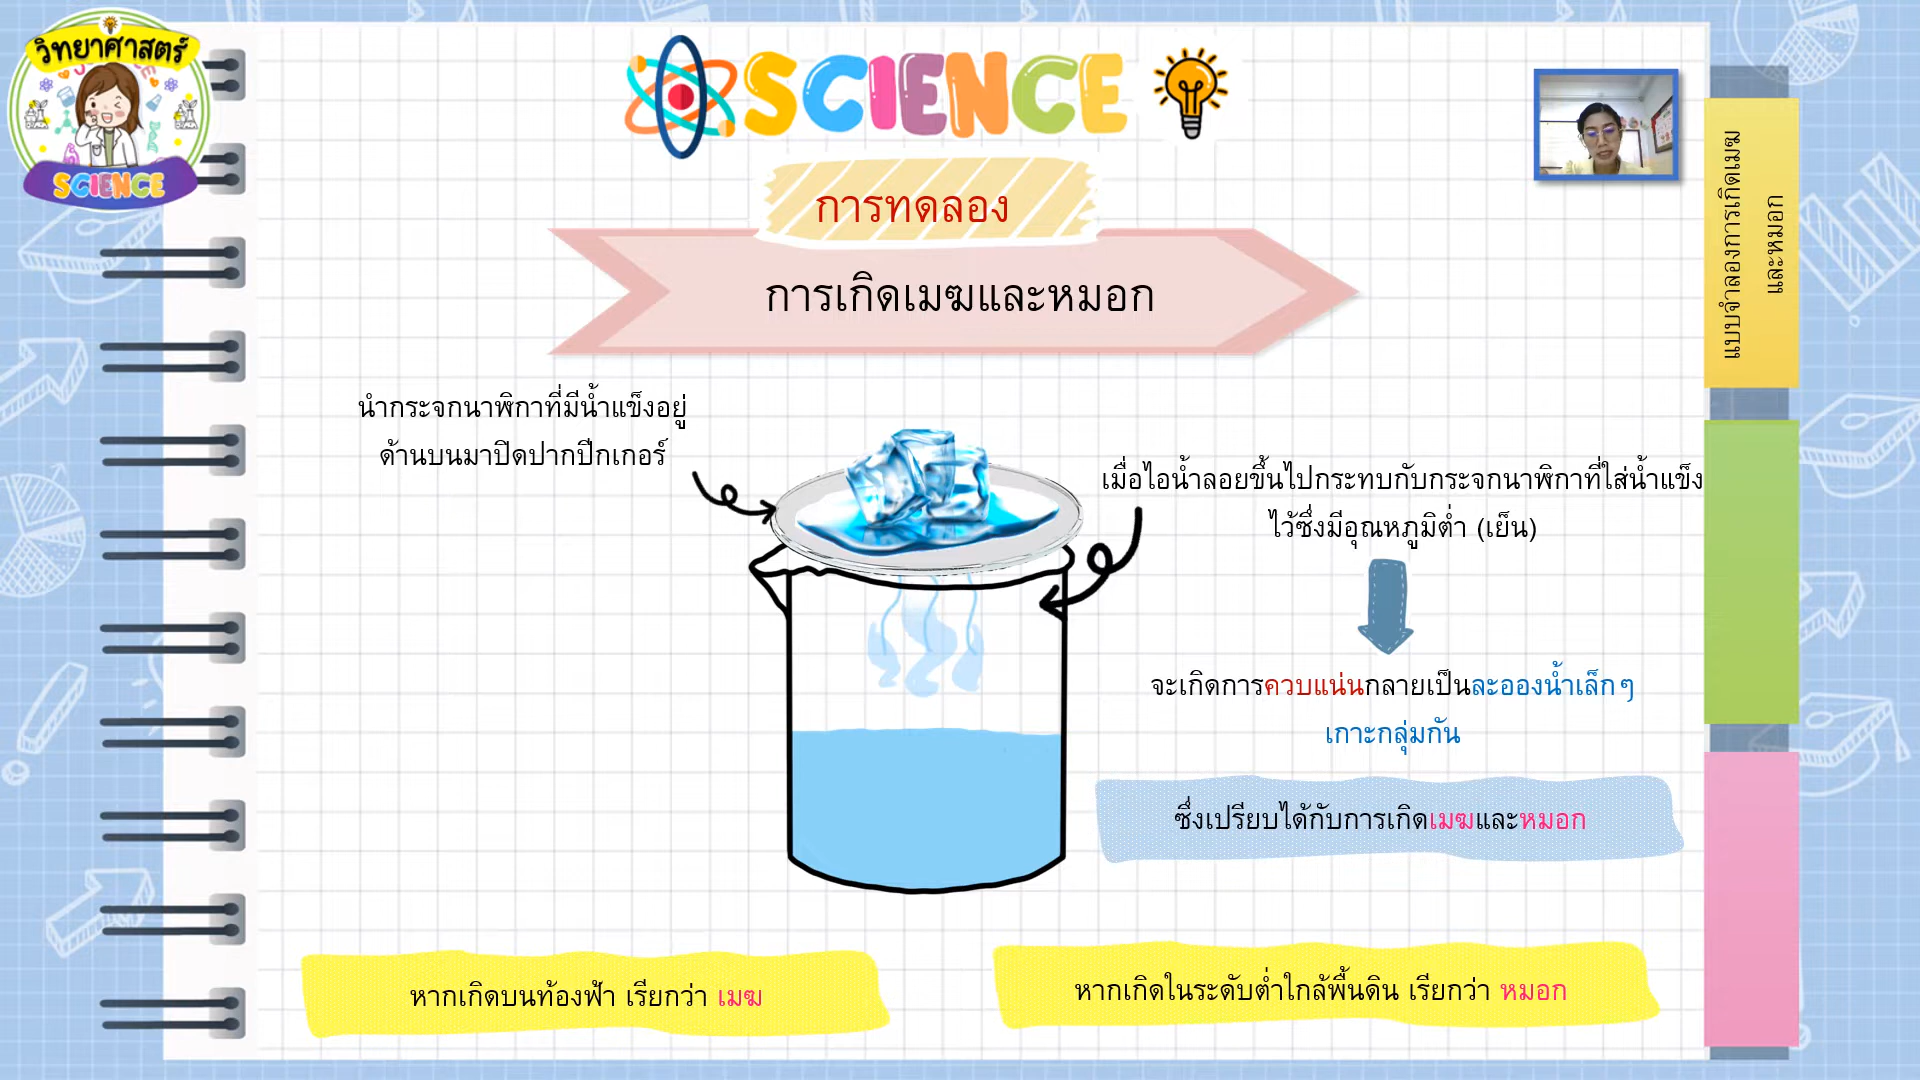 วิทยาศาสตร์
SCIENCE
SCIENCE
การทดลอง
การเกิดเมฆและหมอก
แบบจำลองการเกิดเมฆ
และหมอก
นำกระจกนาฬิกาที่มีน้ำแข็งอยู่
ด้านบนมาปิดปากบีกเกอร์
เมื่อไอน้ำลอยขึ้นไปกระทบกับกระจกนาฬิกาที่ใส่น้ำแข็ง
ไว้ซึ่งมีอุณหภูมิต่ำ (เย็น)
จะเกิดการควบแน่นกลายเป็นละอองน้ำเล็กๆ
เกาะกลุ่มกัน
ซึ่งเปรียบได้กับการเกิดเมฆและหมอก
หากเกิดบนท้องฟ้า เรียกว่า เมฆ
หากเกิดในระดับต่ำใกล้พื้นดิน เรียกว่า หมอก